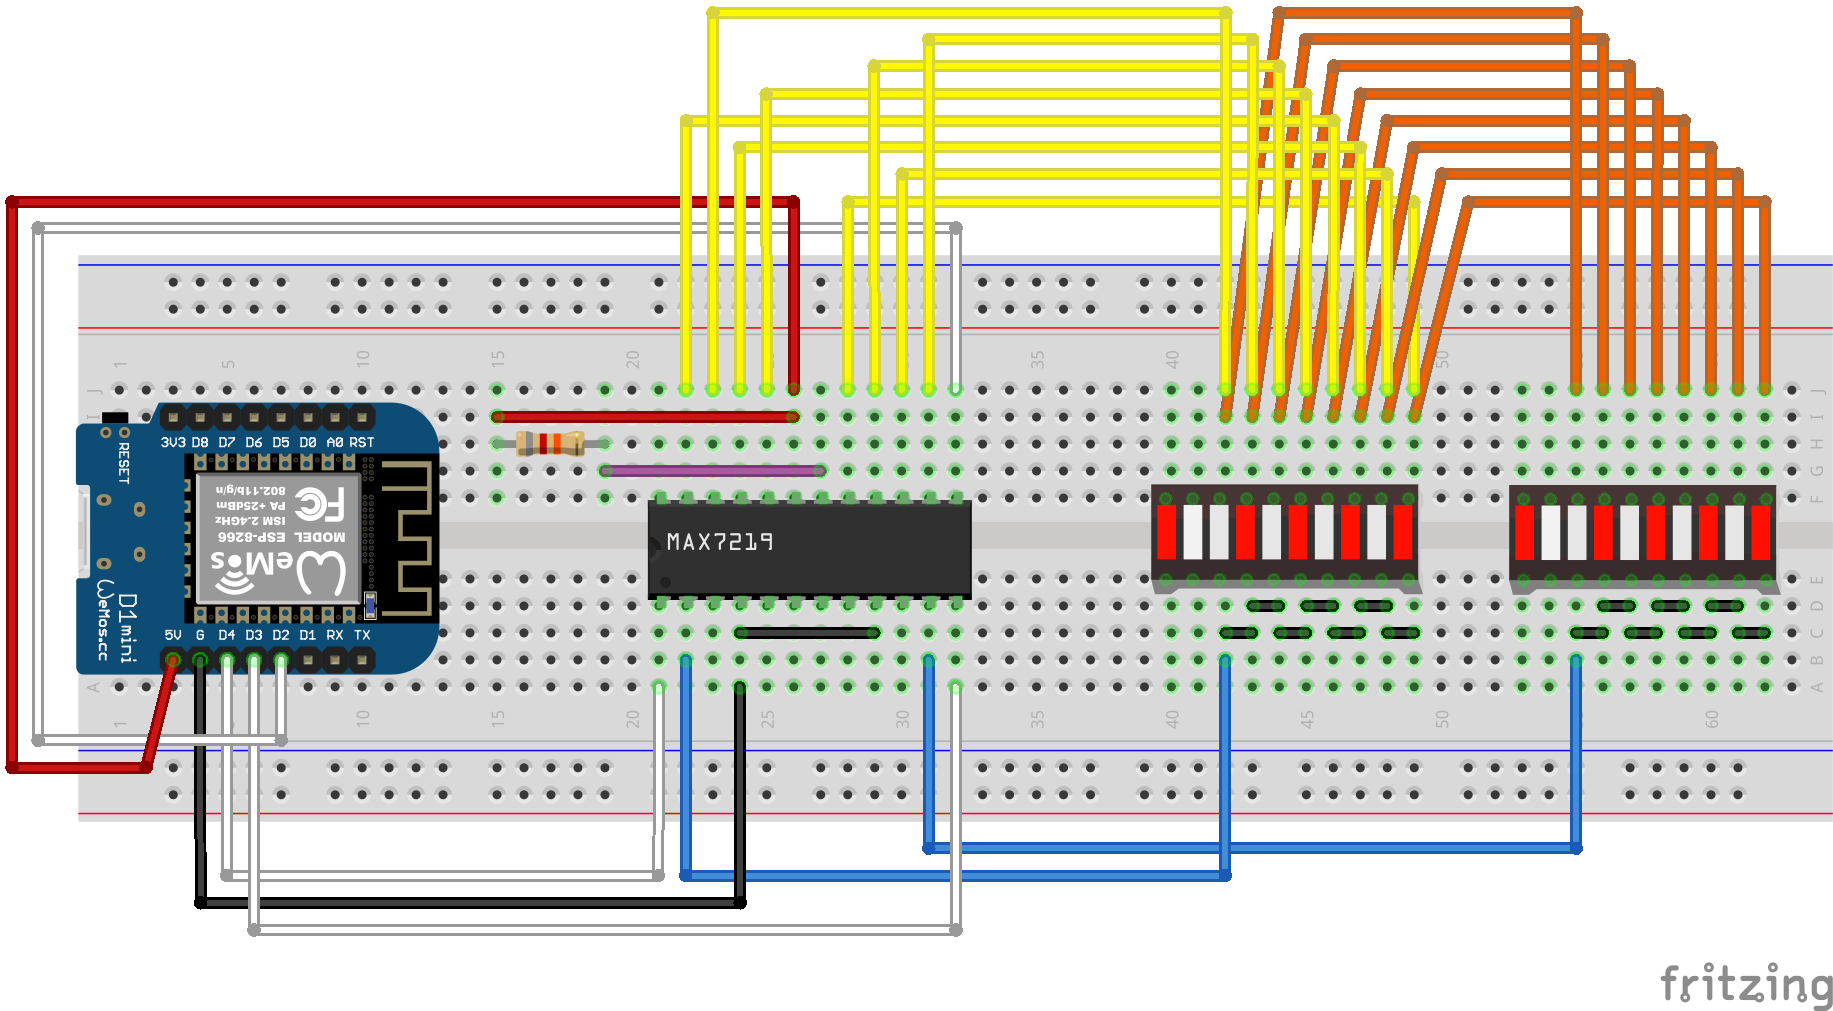 1 5 10 15 20 35 40 50
J
I
H
G
F
3V3 D8 D7 D6 D5 D0 A0 RST
RESET
802.11b/g/n
PA +25dBm
ISM 2.4GHz
MODEL ESP-8266
FC
WeMos
MAX7219
D1 mini
WeMos.cc
5V G D4 D3 D2 D1 RX TX
E
D
C
B
A
A
1 10 15 20 25 30 35 40 45 50 60
fritzing